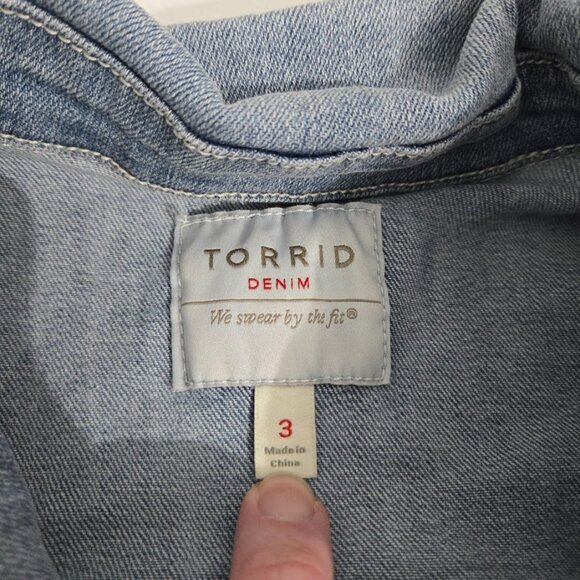 TORRID
DENIM
We swear by the fit®
3
Made in
China